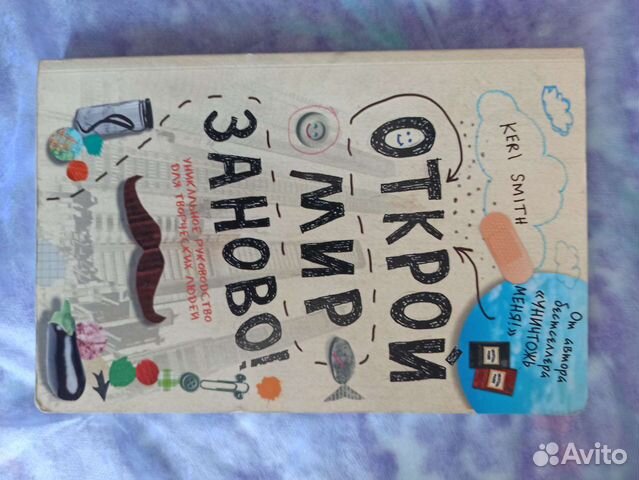 KERI SMITH
ОТКРОЙ
МИР
ЗАНОВО!
УНИКАЛЬНОЕ РУКОВОДСТВО
ДЛЯ ТВОРЧЕСКИХ ЛЮДЕЙ
От автора
бестселлера
«УНИЧТОЖЬ
МЕНЯ!»
Avito